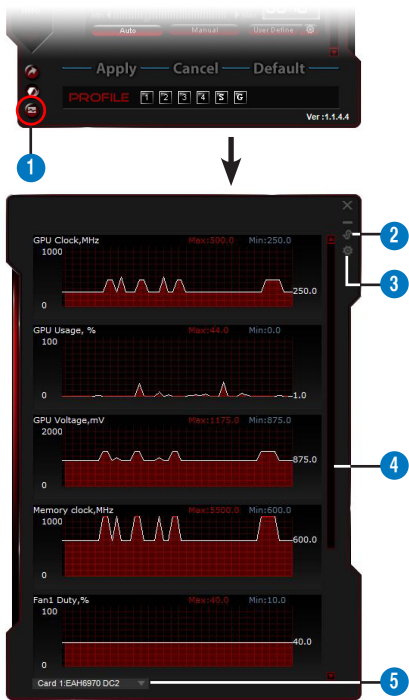 Auto Manual User Define
Apply Cancel Default
PROFILE 1 2 3 4 S G
Ver :1.1.4.4
1
2
3
GPU Clock,MHz Max:500.0 Min:250.0
1000
250.0
0
GPU Usage, % Max:44.0 Min:0.0
100
1.0
0
GPU Voltage,mV Max:1175.0 Min:875.0
2000
875.0
0
4
Memory clock,MHz Max:5500.0 Min:600.0
1000
600.0
0
Fan1 Duty,% Max:40.0 Min:10.0
100
40.0
0
Card 1:EAH6970 DC2
5